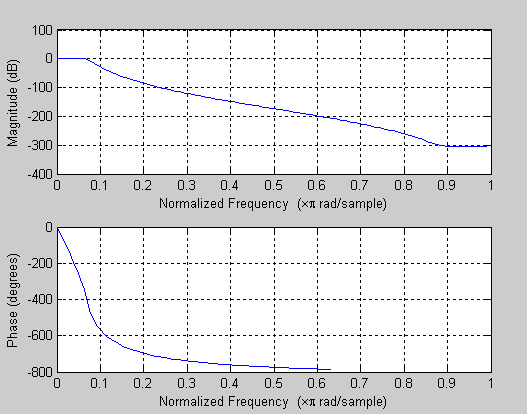 100
0
-100
-200
-300
-400
Magnitude (dB)
0 0.1 0.2 0.3 0.4 0.5 0.6 0.7 0.8 0.9 1
Normalized Frequency (×π rad/sample)
0
-200
-400
-600
-800
Phase (degrees)
0 0.1 0.2 0.3 0.4 0.5 0.6 0.7 0.8 0.9 1
Normalized Frequency (×π rad/sample)